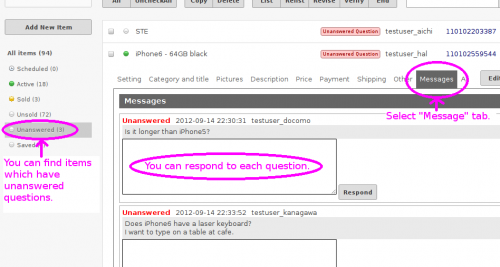 All UncheckAll Copy Delete List Relist Revise Verify End
Add New Item
STE Unanswered Question testuser_aichi 110102203387
All items (94)
iPhone6 - 64GB black Unanswered Question testuser_hal 110102559544
Scheduled (0)
Active (18)
Setting Category and title Pictures Description Price Payment Shipping Other Messages A Edit
Sold (3)
Unsold (72)
Messages
Select "Message" tab.
Unanswered (3)
Unanswered 2012-09-14 22:30:31 testuser_docomo
Is it longer than iPhone5?
Saved
You can find items
which have
unanswered
questions.
You can respond to each question.
Respond
Unanswered 2012-09-14 22:33:52 testuser_kanagawa
Does iPhone6 have a laser keyboard?
I want to type on a table at cafe.